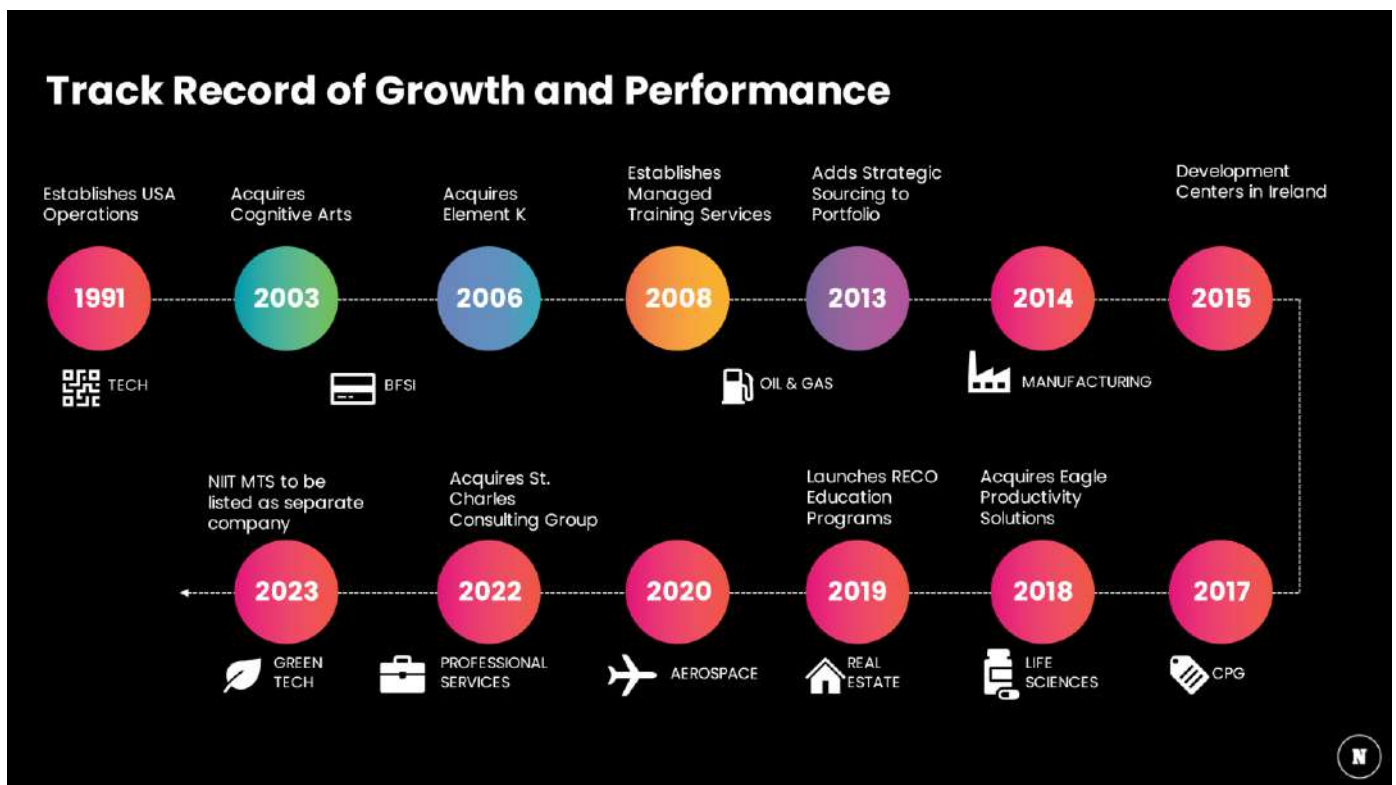 Track Record of Growth and Performance
Establishes USA
Operations
Acquires
Cognitive Arts
Acquires
Element K
Establishes
Managed
Training Services
Adds Strategic
Sourcing to
Portfolio
Development
Centers in Ireland
1991
2003
2006
2008
2013
2014
2015
TECH
BFSI
OIL & GAS
MANUFACTURING
NIIT MTS to be
listed as separate
company
Acquires St.
Charles
Consulting Group
Launches RECO
Education
Programs
Acquires Eagle
Productivity
Solutions
2023
2022
2020
2019
2018
2017
GREEN
TECH
PROFESSIONAL
SERVICES
AEROSPACE
REAL
ESTATE
LIFE
SCIENCES
CPG
N